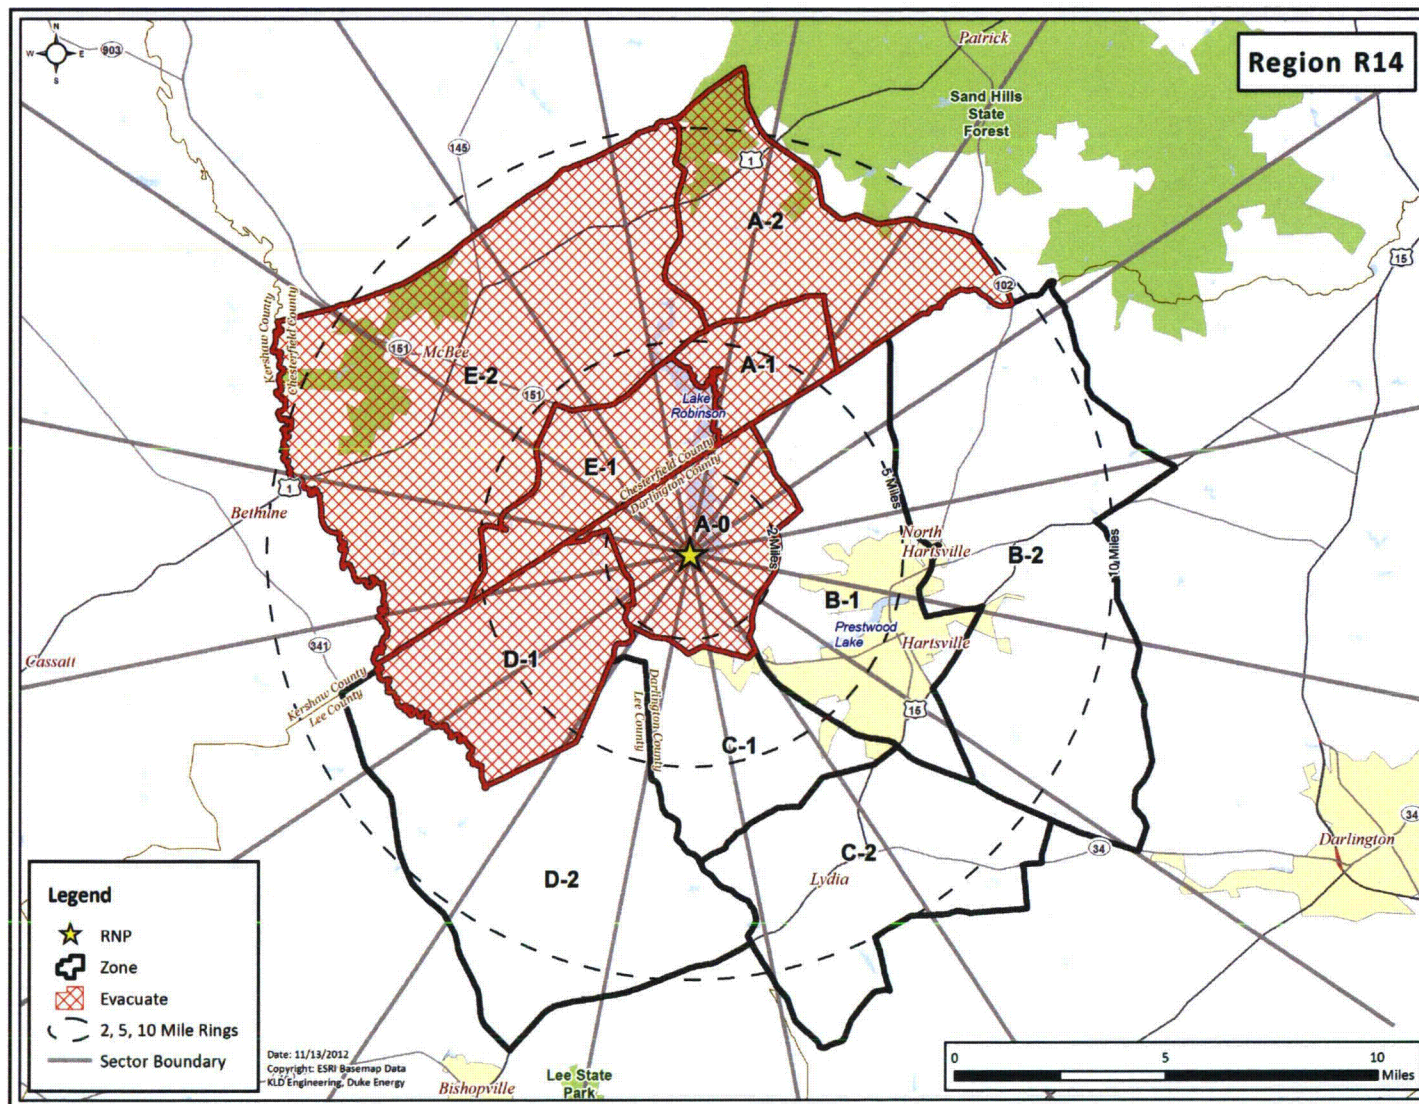 N
W E
S
903
Patrick
Region R14
Sand Hills
State
Forest
145
1
A-2
15
102
Kershaw County
Chesterfield County
151
McBee
E-2
A-1
151
Lake
Robinson
E-1
Chesterfield County
Darlington County
5 Miles
1
Bethune
A-0
2 Miles
North
Hartsville
B-2
10 Miles
B-1
Prestwood
Lake
Hartsville
341
Cassatt
D-1
Kershaw County
Lee County
Darlington County
Lee County
15
C-1
34
Darlington
34
C-2
Lydia
D-2
Legend
RNP
Zone
Evacuate
2, 5, 10 Mile Rings
Sector Boundary
Date: 11/13/2012
Copyright: ESRI Basemap Data
KLD Engineering, Duke Energy
Bishopville
Lee State
Park
0 5 10
Miles